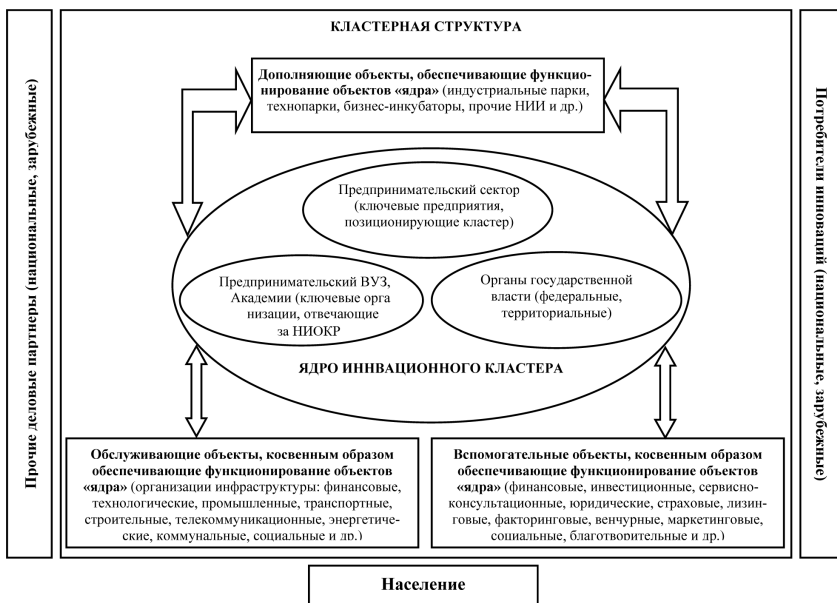 КЛАСТЕРНАЯ СТРУКТУРА
Дополняющие объекты, обеспечивающие функцио-
нирование объектов «ядра» (индустриальные парки,
технопарки, бизнес-инкубаторы, прочие НИИ и др.)
Прочие деловые партнеры (национальные, зарубежные)
Потребители инноваций (национальные, зарубежные)
Предпринимательский сектор
(ключевые предприятия,
позиционирующие кластер)
Предпринимательский ВУЗ,
Академии (ключевые орга
низации, отвечающие
за НИОКР
Органы государственной
власти (федеральные,
территориальные)
ЯДРО ИННВАЦИОННОГО КЛАСТЕРА
Обслуживающие объекты, косвенным образом
обеспечивающие функционирование объектов
«ядра» (организации инфраструктуры: финансовые,
технологические, промышленные, транспортные,
строительные, телекоммуникационные, энергетиче-
ские, коммунальные, социальные и др.)
Вспомогательные объекты, косвенным образом
обеспечивающие функционирование объектов
«ядра» (финансовые, инвестиционные, сервисно-
консультационные, юридические, страховые, лизин-
говые, факторинговые, венчурные, маркетинговые,
социальные, благотворительные и др.)
Население